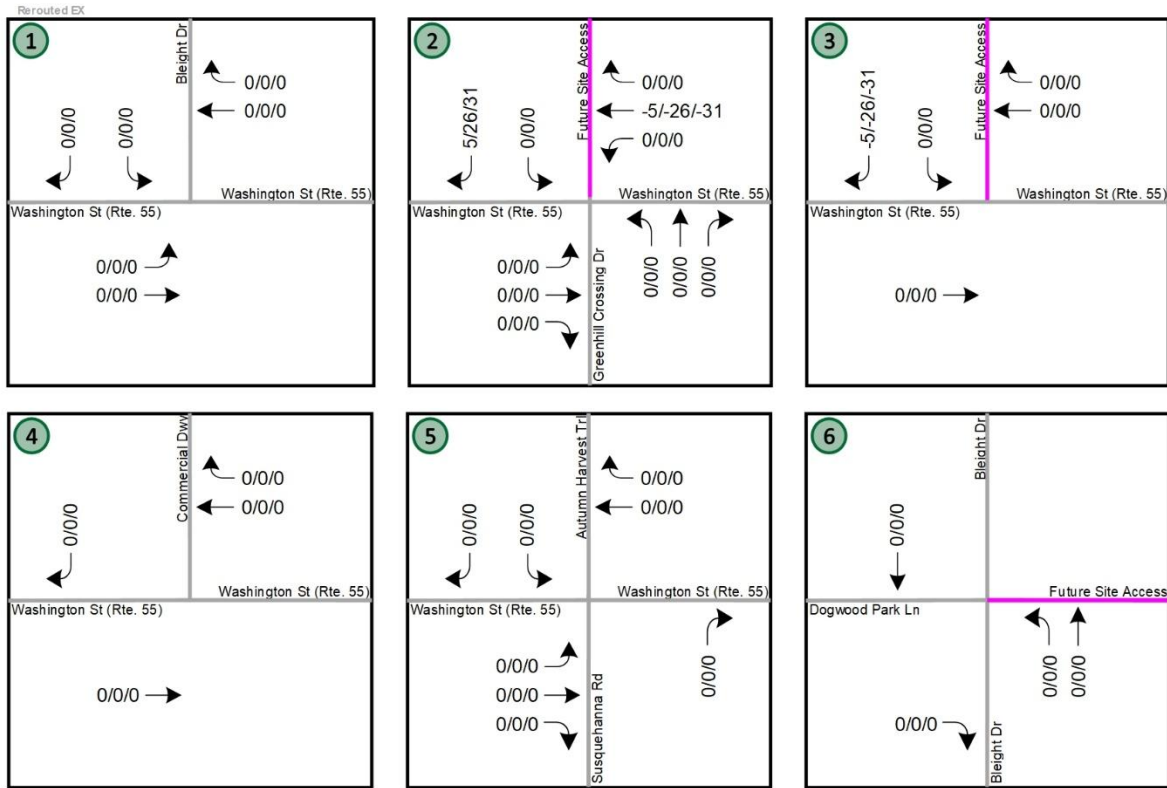 Rerouted EX
1
Bleight Dr
0/0/0
0/0/0
0/0/0
0/0/0
Washington St (Rte. 55)
Washington St (Rte. 55)
0/0/0
0/0/0
2
Future Site Access
5/26/31
0/0/0
0/0/0
-5/-26/-31
0/0/0
Washington St (Rte. 55)
Washington St (Rte. 55)
0/0/0
0/0/0
0/0/0
Greenhill Crossing Dr
0/0/0
0/0/0
0/0/0
3
Future Site Access
-5/-26/-31
0/0/0
0/0/0
0/0/0
Washington St (Rte. 55)
Washington St (Rte. 55)
0/0/0
4
Commercial Dwy
0/0/0
0/0/0
0/0/0
Washington St (Rte. 55)
Washington St (Rte. 55)
0/0/0
5
Autumn Harvest Trl
0/0/0
0/0/0
0/0/0
0/0/0
Washington St (Rte. 55)
Washington St (Rte. 55)
0/0/0
0/0/0
0/0/0
Susquehanna Rd
0/0/0
6
Bleight Dr
0/0/0
Future Site Access
Dogwood Park Ln
0/0/0
0/0/0
0/0/0
Bleight Dr